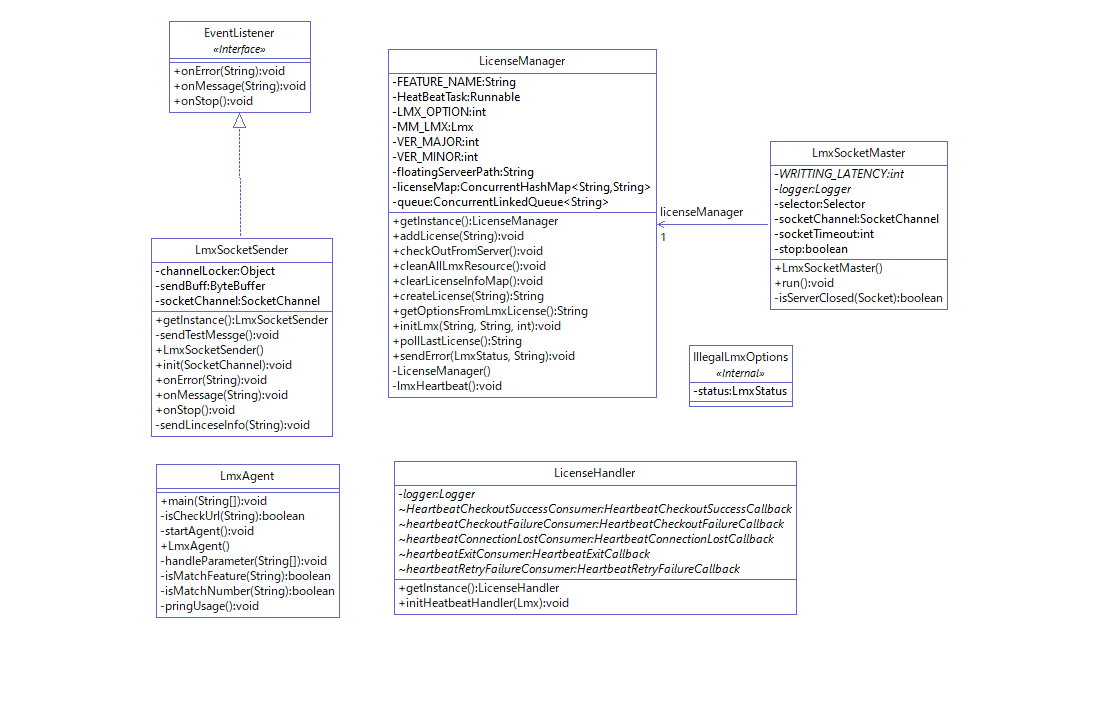 EventListener
«Interface»
+onError(String):void
+onMessage(String):void
+onStop():void
LicenseManager
-FEATURE_NAME:String
-HeatBeatTask:Runnable
-LMX_OPTION:int
-MM_LMX:Lmx
-VER_MAJOR:int
-VER_MINOR:int
-floatingServeerPath:String
-licenseMap:ConcurrentHashMap<String,String>
-queue:ConcurrentLinkedQueue<String>
+getInstance():LicenseManager
+addLicense(String):void
+checkOutFromServer():void
+cleanAllLmxResource():void
+clearLicenseInfoMap():void
+createLicense(String):String
+getOptionsFromLmxLicense():String
+initLmx(String, String, int):void
+pollLastLicense():String
+sendError(LmxStatus, String):void
-LicenseManager()
-lmxHeartbeat():void
licenseManager
1
LmxSocketMaster
-WRITTING_LATENCY:int
-logger:Logger
-selector:Selector
-socketChannel:SocketChannel
-socketTimeout:int
-stop:boolean
+LmxSocketMaster()
+run():void
-isServerClosed(Socket):boolean
LmxSocketSender
-channelLocker:Object
-sendBuff:ByteBuffer
-socketChannel:SocketChannel
+getInstance():LmxSocketSender
-sendTestMessge():void
+LmxSocketSender()
+init(SocketChannel):void
+onError(String):void
+onMessage(String):void
+onStop():void
-sendLinceseInfo(String):void
IllegalLmxOptions
«Internal»
-status:LmxStatus
LmxAgent
+main(String[]):void
-isCheckUrl(String):boolean
-startAgent():void
+LmxAgent()
-handleParameter(String[]):void
-isMatchFeature(String):boolean
-isMatchNumber(String):boolean
-pringUsage():void
LicenseHandler
-logger:Logger
~HeartbeatCheckoutSuccessConsumer:HeartbeatCheckoutSuccessCallback
~heartbeatCheckoutFailureConsumer:HeartbeatCheckoutFailureCallback
~heartbeatConnectionLostConsumer:HeartbeatConnectionLostCallback
~heartbeatExitConsumer:HeartbeatExitCallback
~heartbeatRetryFailureConsumer:HeartbeatRetryFailureCallback
+getInstance():LicenseHandler
+initHeatbeatHandler(Lmx):void